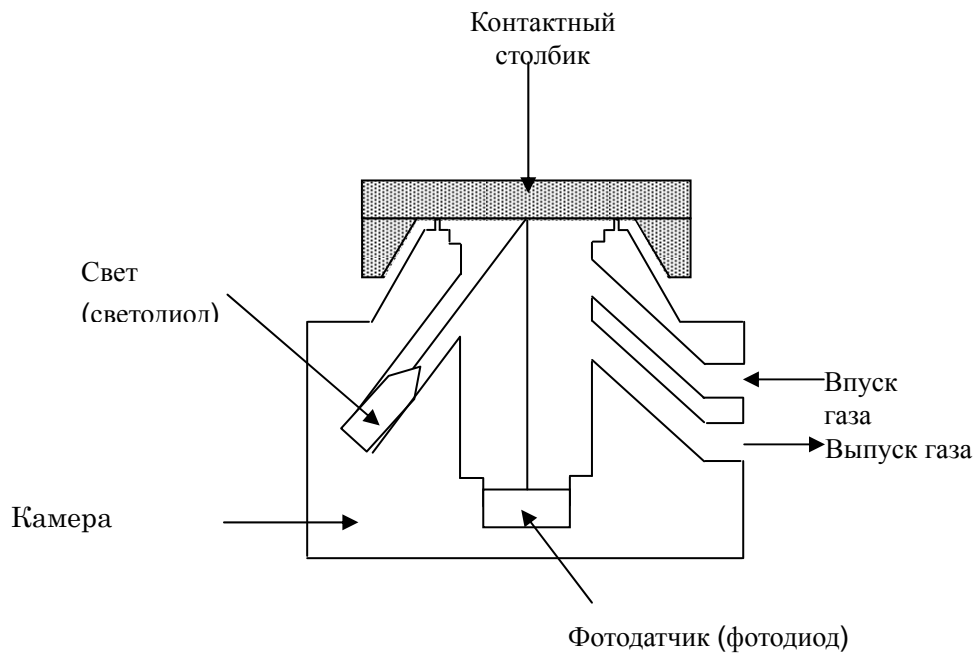 Контактный
столбик
Свет
(светодиод)
Впуск
газа
Выпуск газа
Камера
Фотодатчик (фотодиод)